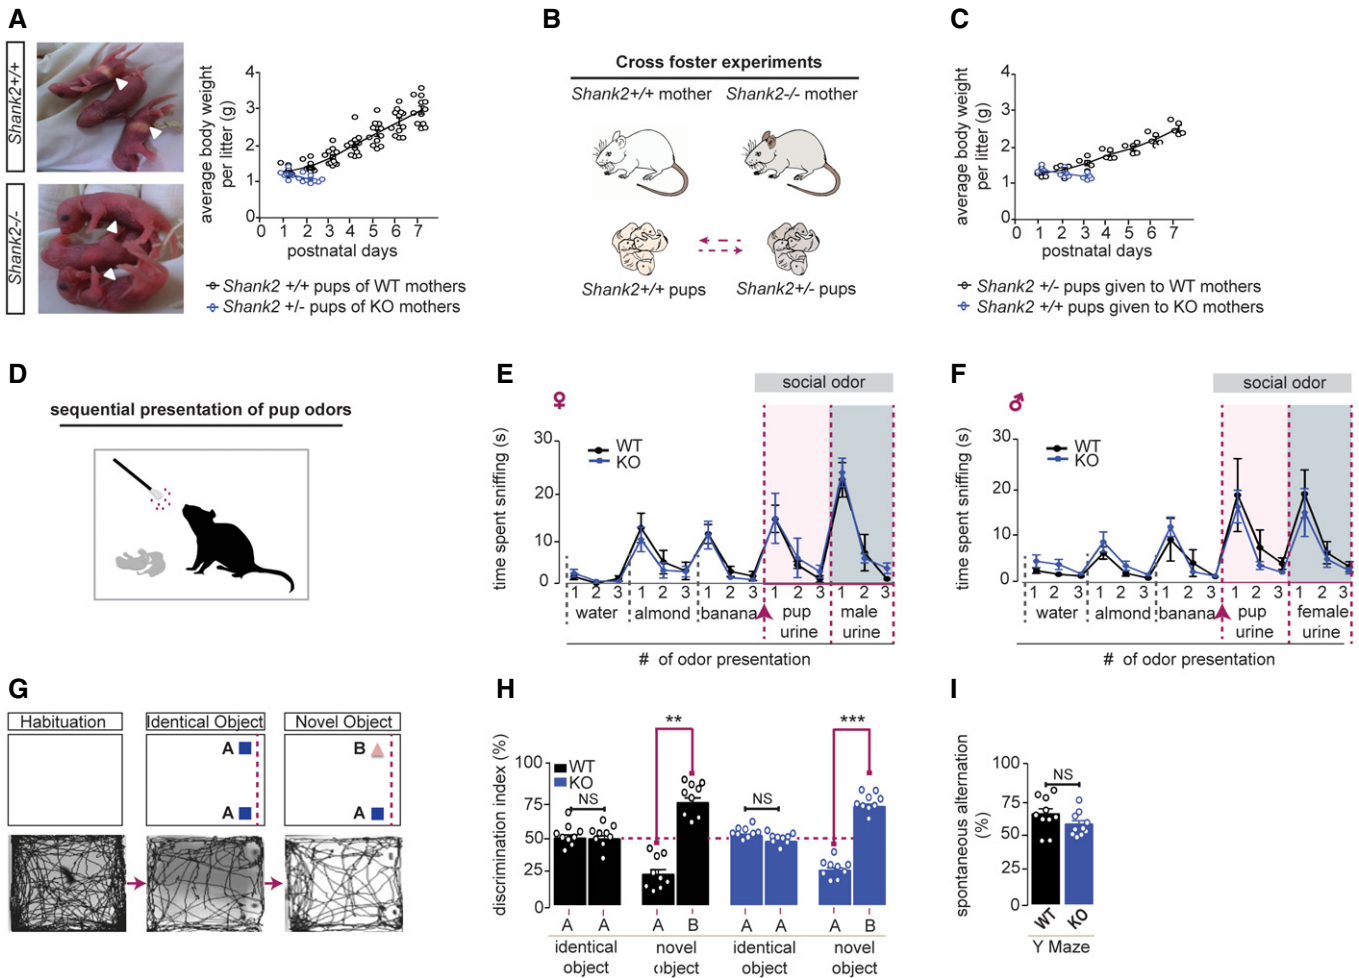 A
Shank2+/+
Shank2-/-
average body weight
per litter (g)
4
3
2
1
0
0 1 2 3 4 5 6 7
postnatal days
Shank2 +/+ pups of WT mothers
Shank2 +/- pups of KO mothers
B
Cross foster experiments
Shank2+/+ mother Shank2-/- mother
Shank2+/+ pups Shank2+/- pups
C
average body weight
per litter (g)
4
3
2
1
0
0 1 2 3 4 5 6 7
postnatal days
Shank2 +/- pups given to WT mothers
Shank2 +/+ pups given to KO mothers
D
sequential presentation of pup odors
E
♀
social odor
time spent sniffing (s)
30
20
10
0
WT
KO
1 2 3 1 2 3 1 2 3 1 2 3 1 2 3
water almond banana pup male
urine urine
# of odor presentation
F
♂
social odor
time spent sniffing (s)
30
20
10
0
WT
KO
1 2 3 1 2 3 1 2 3 1 2 3 1 2 3
water almond banana pup female
urine urine
# of odor presentation
G
Habituation Identical Object Novel Object
A B
A A
H
discrimination index (%)
100
75
50
25
0
WT
KO
NS ** NS ***
A A A B A A A B
identical novel identical novel
object object object object
I
spontaneous alternation
(%)
100
75
50
25
0
NS
WT KO
Y Maze